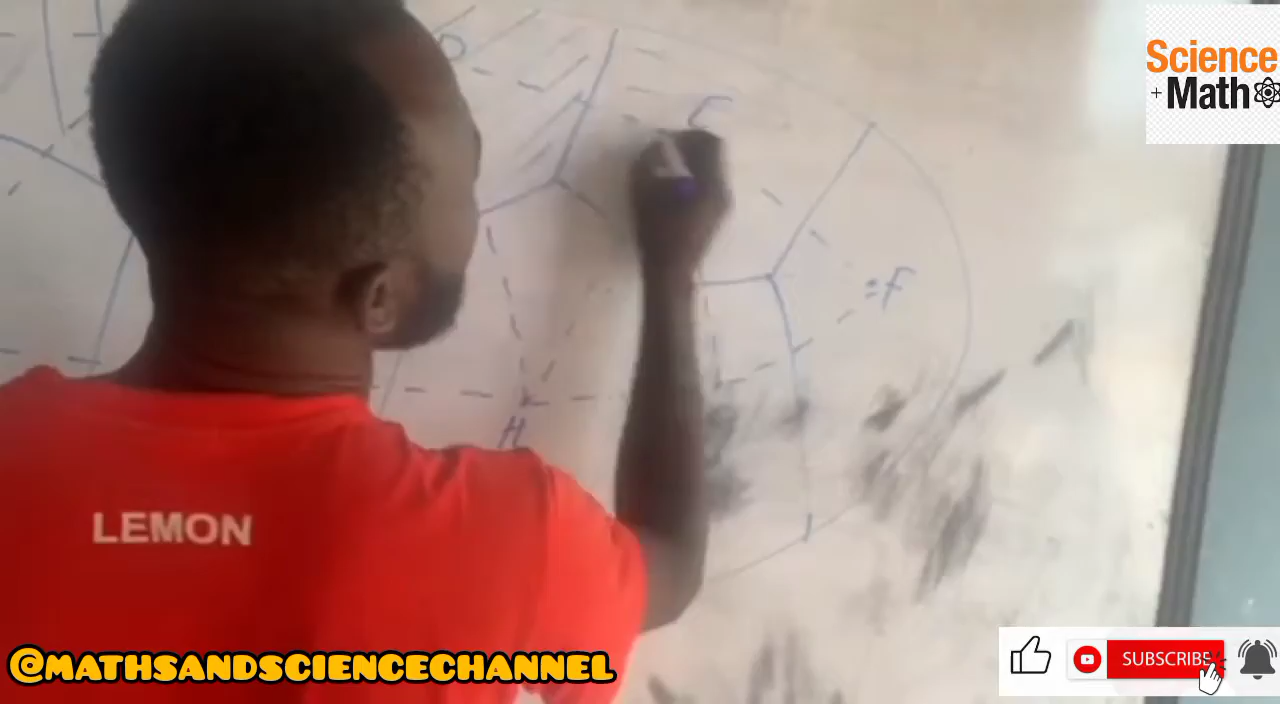 D
C
Science
+ Math
= F
H
LEMON
@MATHSANDSCIENCECHANNEL
SUBSCRIBE